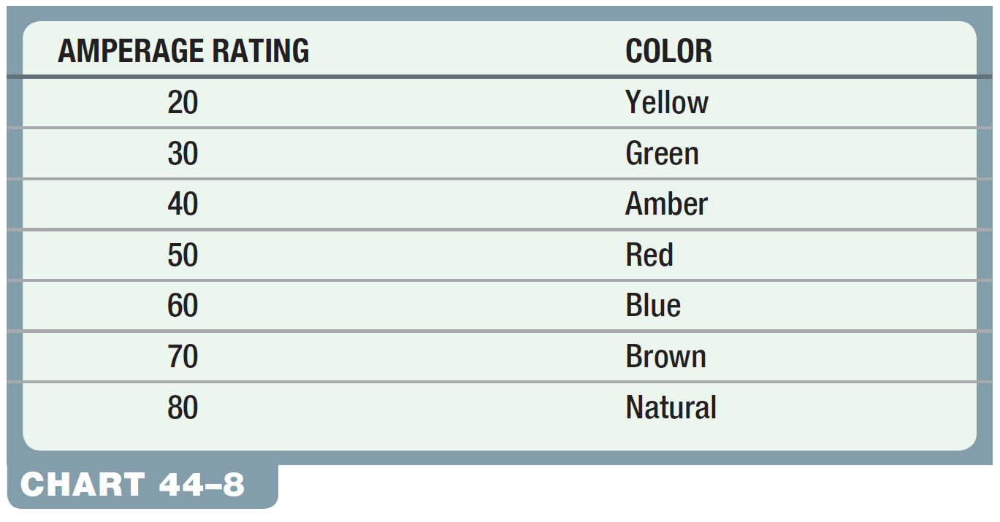 AMPERAGE RATING COLOR
20 Yellow
30 Green
40 Amber
50 Red
60 Blue
70 Brown
80 Natural
CHART 44–8